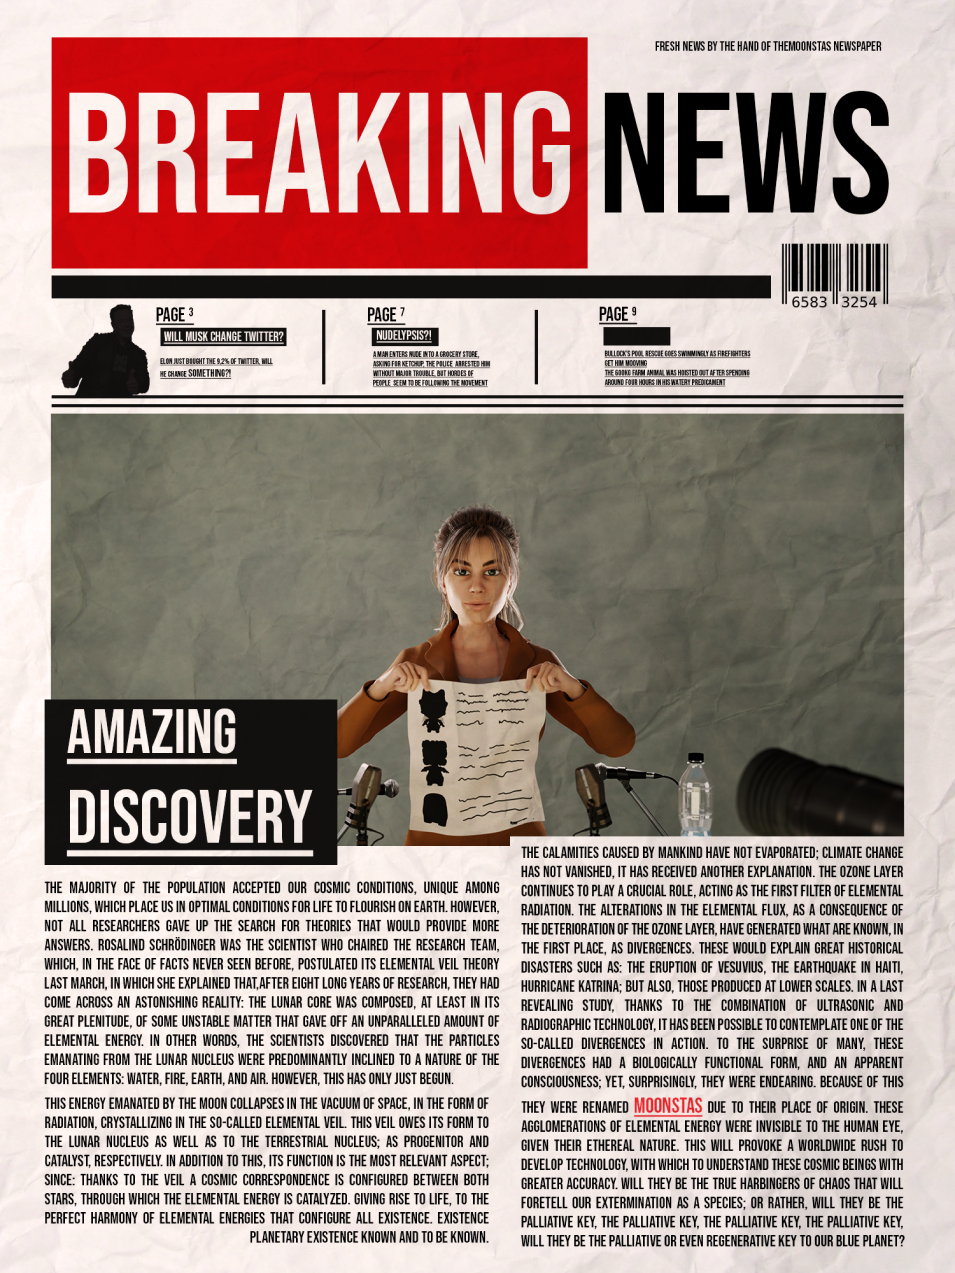 FRESH NEWS BY THE HAND OF THEMOONSTAS NEWSPAPER
BREAKING NEWS
6583 3254
PAGE 3
WILL MUSK CHANGE TWITTER?
ELON JUST BOUGHT THE 9,2% OF TWITTER, WILL
HE CHANGE SOMETHING?!
PAGE 7
NUDELYPSIS?!
A MAN ENTERS NUDE INTO A GROCERY STORE,
ASKING FOR KETCHUP, THE POLICE ARRESTED HIM
WITHOUT MAJOR TROUBLE, BUT HORDES OF
PEOPLE SEEM TO BE FOLLOWING THE MOVEMENT
PAGE 9
BULLOCK'S POOL RESCUE GOES SWIMMINGLY AS FIREFIGHTERS
GET HIM MOOVING
THE 600KG FARM ANIMAL WAS HOISTED OUT AFTER SPENDING
AROUND FOUR HOURS IN HIS WATERY PREDICAMENT
AMAZING
DISCOVERY
THE MAJORITY OF THE POPULATION ACCEPTED OUR COSMIC CONDITIONS, UNIQUE AMONG
MILLIONS, WHICH PLACE US IN OPTIMAL CONDITIONS FOR LIFE TO FLOURISH ON EARTH. HOWEVER,
NOT ALL RESEARCHERS GAVE UP THE SEARCH FOR THEORIES THAT WOULD PROVIDE MORE
ANSWERS. ROSALIND SCHRÖDINGER WAS THE SCIENTIST WHO CHAIRED THE RESEARCH TEAM,
WHICH, IN THE FACE OF FACTS NEVER SEEN BEFORE, POSTULATED ITS ELEMENTAL VEIL THEORY
LAST MARCH, IN WHICH SHE EXPLAINED THAT,AFTER EIGHT LONG YEARS OF RESEARCH, THEY HAD
COME ACROSS AN ASTONISHING REALITY: THE LUNAR CORE WAS COMPOSED, AT LEAST IN ITS
GREAT PLENITUDE, OF SOME UNSTABLE MATTER THAT GAVE OFF AN UNPARALLELED AMOUNT OF
ELEMENTAL ENERGY. IN OTHER WORDS, THE SCIENTISTS DISCOVERED THAT THE PARTICLES
EMANATING FROM THE LUNAR NUCLEUS WERE PREDOMINANTLY INCLINED TO A NATURE OF THE
FOUR ELEMENTS: WATER, FIRE, EARTH, AND AIR. HOWEVER, THIS HAS ONLY JUST BEGUN.
THIS ENERGY EMANATED BY THE MOON COLLAPSES IN THE VACUUM OF SPACE, IN THE FORM OF
RADIATION, CRYSTALLIZING IN THE SO-CALLED ELEMENTAL VEIL. THIS VEIL OWES ITS FORM TO
THE LUNAR NUCLEUS AS WELL AS TO THE TERRESTRIAL NUCLEUS; AS PROGENITOR AND
CATALYST, RESPECTIVELY. IN ADDITION TO THIS, ITS FUNCTION IS THE MOST RELEVANT ASPECT;
SINCE: THANKS TO THE VEIL A COSMIC CORRESPONDENCE IS CONFIGURED BETWEEN BOTH
STARS, THROUGH WHICH THE ELEMENTAL ENERGY IS CATALYZED. GIVING RISE TO LIFE, TO THE
PERFECT HARMONY OF ELEMENTAL ENERGIES THAT CONFIGURE ALL EXISTENCE. EXISTENCE
PLANETARY EXISTENCE KNOWN AND TO BE KNOWN.
THE CALAMITIES CAUSED BY MANKIND HAVE NOT EVAPORATED; CLIMATE CHANGE
HAS NOT VANISHED, IT HAS RECEIVED ANOTHER EXPLANATION. THE OZONE LAYER
CONTINUES TO PLAY A CRUCIAL ROLE, ACTING AS THE FIRST FILTER OF ELEMENTAL
RADIATION. THE ALTERATIONS IN THE ELEMENTAL FLUX, AS A CONSEQUENCE OF
THE DETERIORATION OF THE OZONE LAYER, HAVE GENERATED WHAT ARE KNOWN, IN
THE FIRST PLACE, AS DIVERGENCES. THESE WOULD EXPLAIN GREAT HISTORICAL
DISASTERS SUCH AS: THE ERUPTION OF VESUVIUS, THE EARTHQUAKE IN HAITI,
HURRICANE KATRINA; BUT ALSO, THOSE PRODUCED AT LOWER SCALES. IN A LAST
REVEALING STUDY, THANKS TO THE COMBINATION OF ULTRASONIC AND
RADIOGRAPHIC TECHNOLOGY, IT HAS BEEN POSSIBLE TO CONTEMPLATE ONE OF THE
SO-CALLED DIVERGENCES IN ACTION. TO THE SURPRISE OF MANY, THESE
DIVERGENCES HAD A BIOLOGICALLY FUNCTIONAL FORM, AND AN APPARENT
CONSCIOUSNESS; YET, SURPRISINGLY, THEY WERE ENDEARING. BECAUSE OF THIS
THEY WERE RENAMED MOONSTAS DUE TO THEIR PLACE OF ORIGIN. THESE
AGGLOMERATIONS OF ELEMENTAL ENERGY WERE INVISIBLE TO THE HUMAN EYE,
GIVEN THEIR ETHEREAL NATURE. THIS WILL PROVOKE A WORLDWIDE RUSH TO
DEVELOP TECHNOLOGY, WITH WHICH TO UNDERSTAND THESE COSMIC BEINGS WITH
GREATER ACCURACY. WILL THEY BE THE TRUE HARBINGERS OF CHAOS THAT WILL
FORETELL OUR EXTERMINATION AS A SPECIES; OR RATHER, WILL THEY BE THE
PALLIATIVE KEY, THE PALLIATIVE KEY, THE PALLIATIVE KEY, THE PALLIATIVE KEY,
WILL THEY BE THE PALLIATIVE OR EVEN REGENERATIVE KEY TO OUR BLUE PLANET?